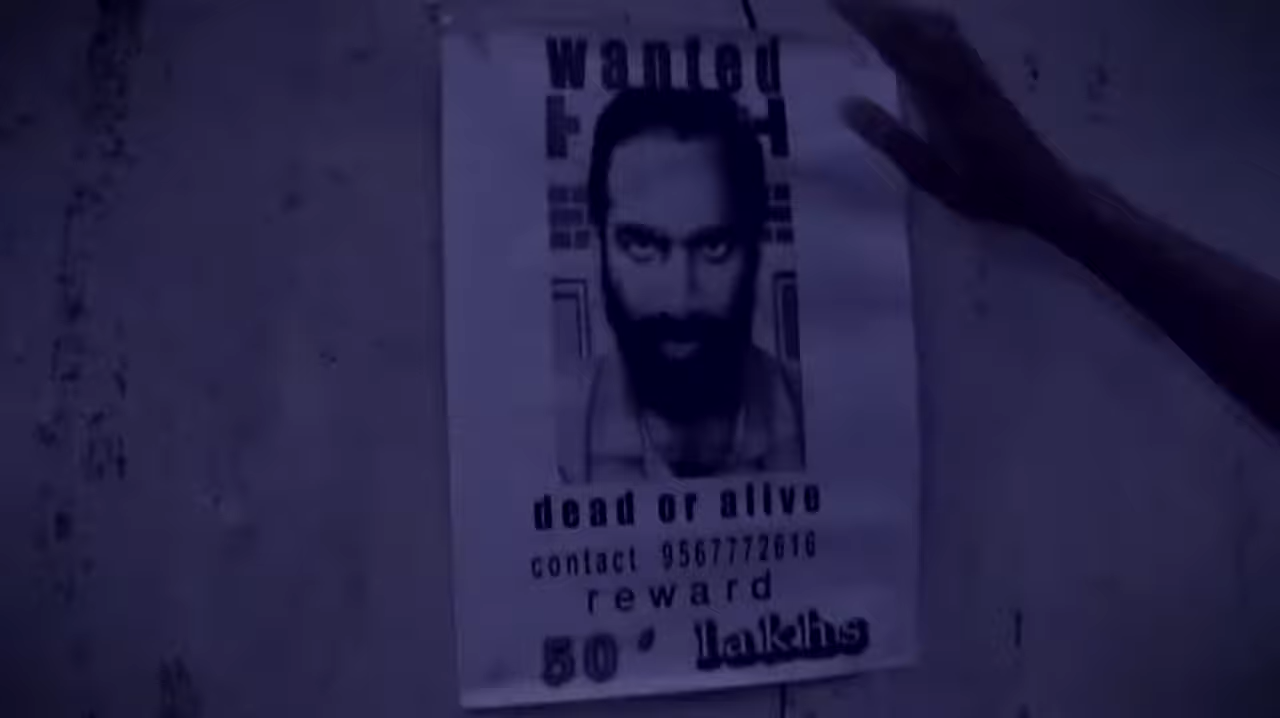 Wanted
dead or alive
contact 9567772616
reward
50 lakhs